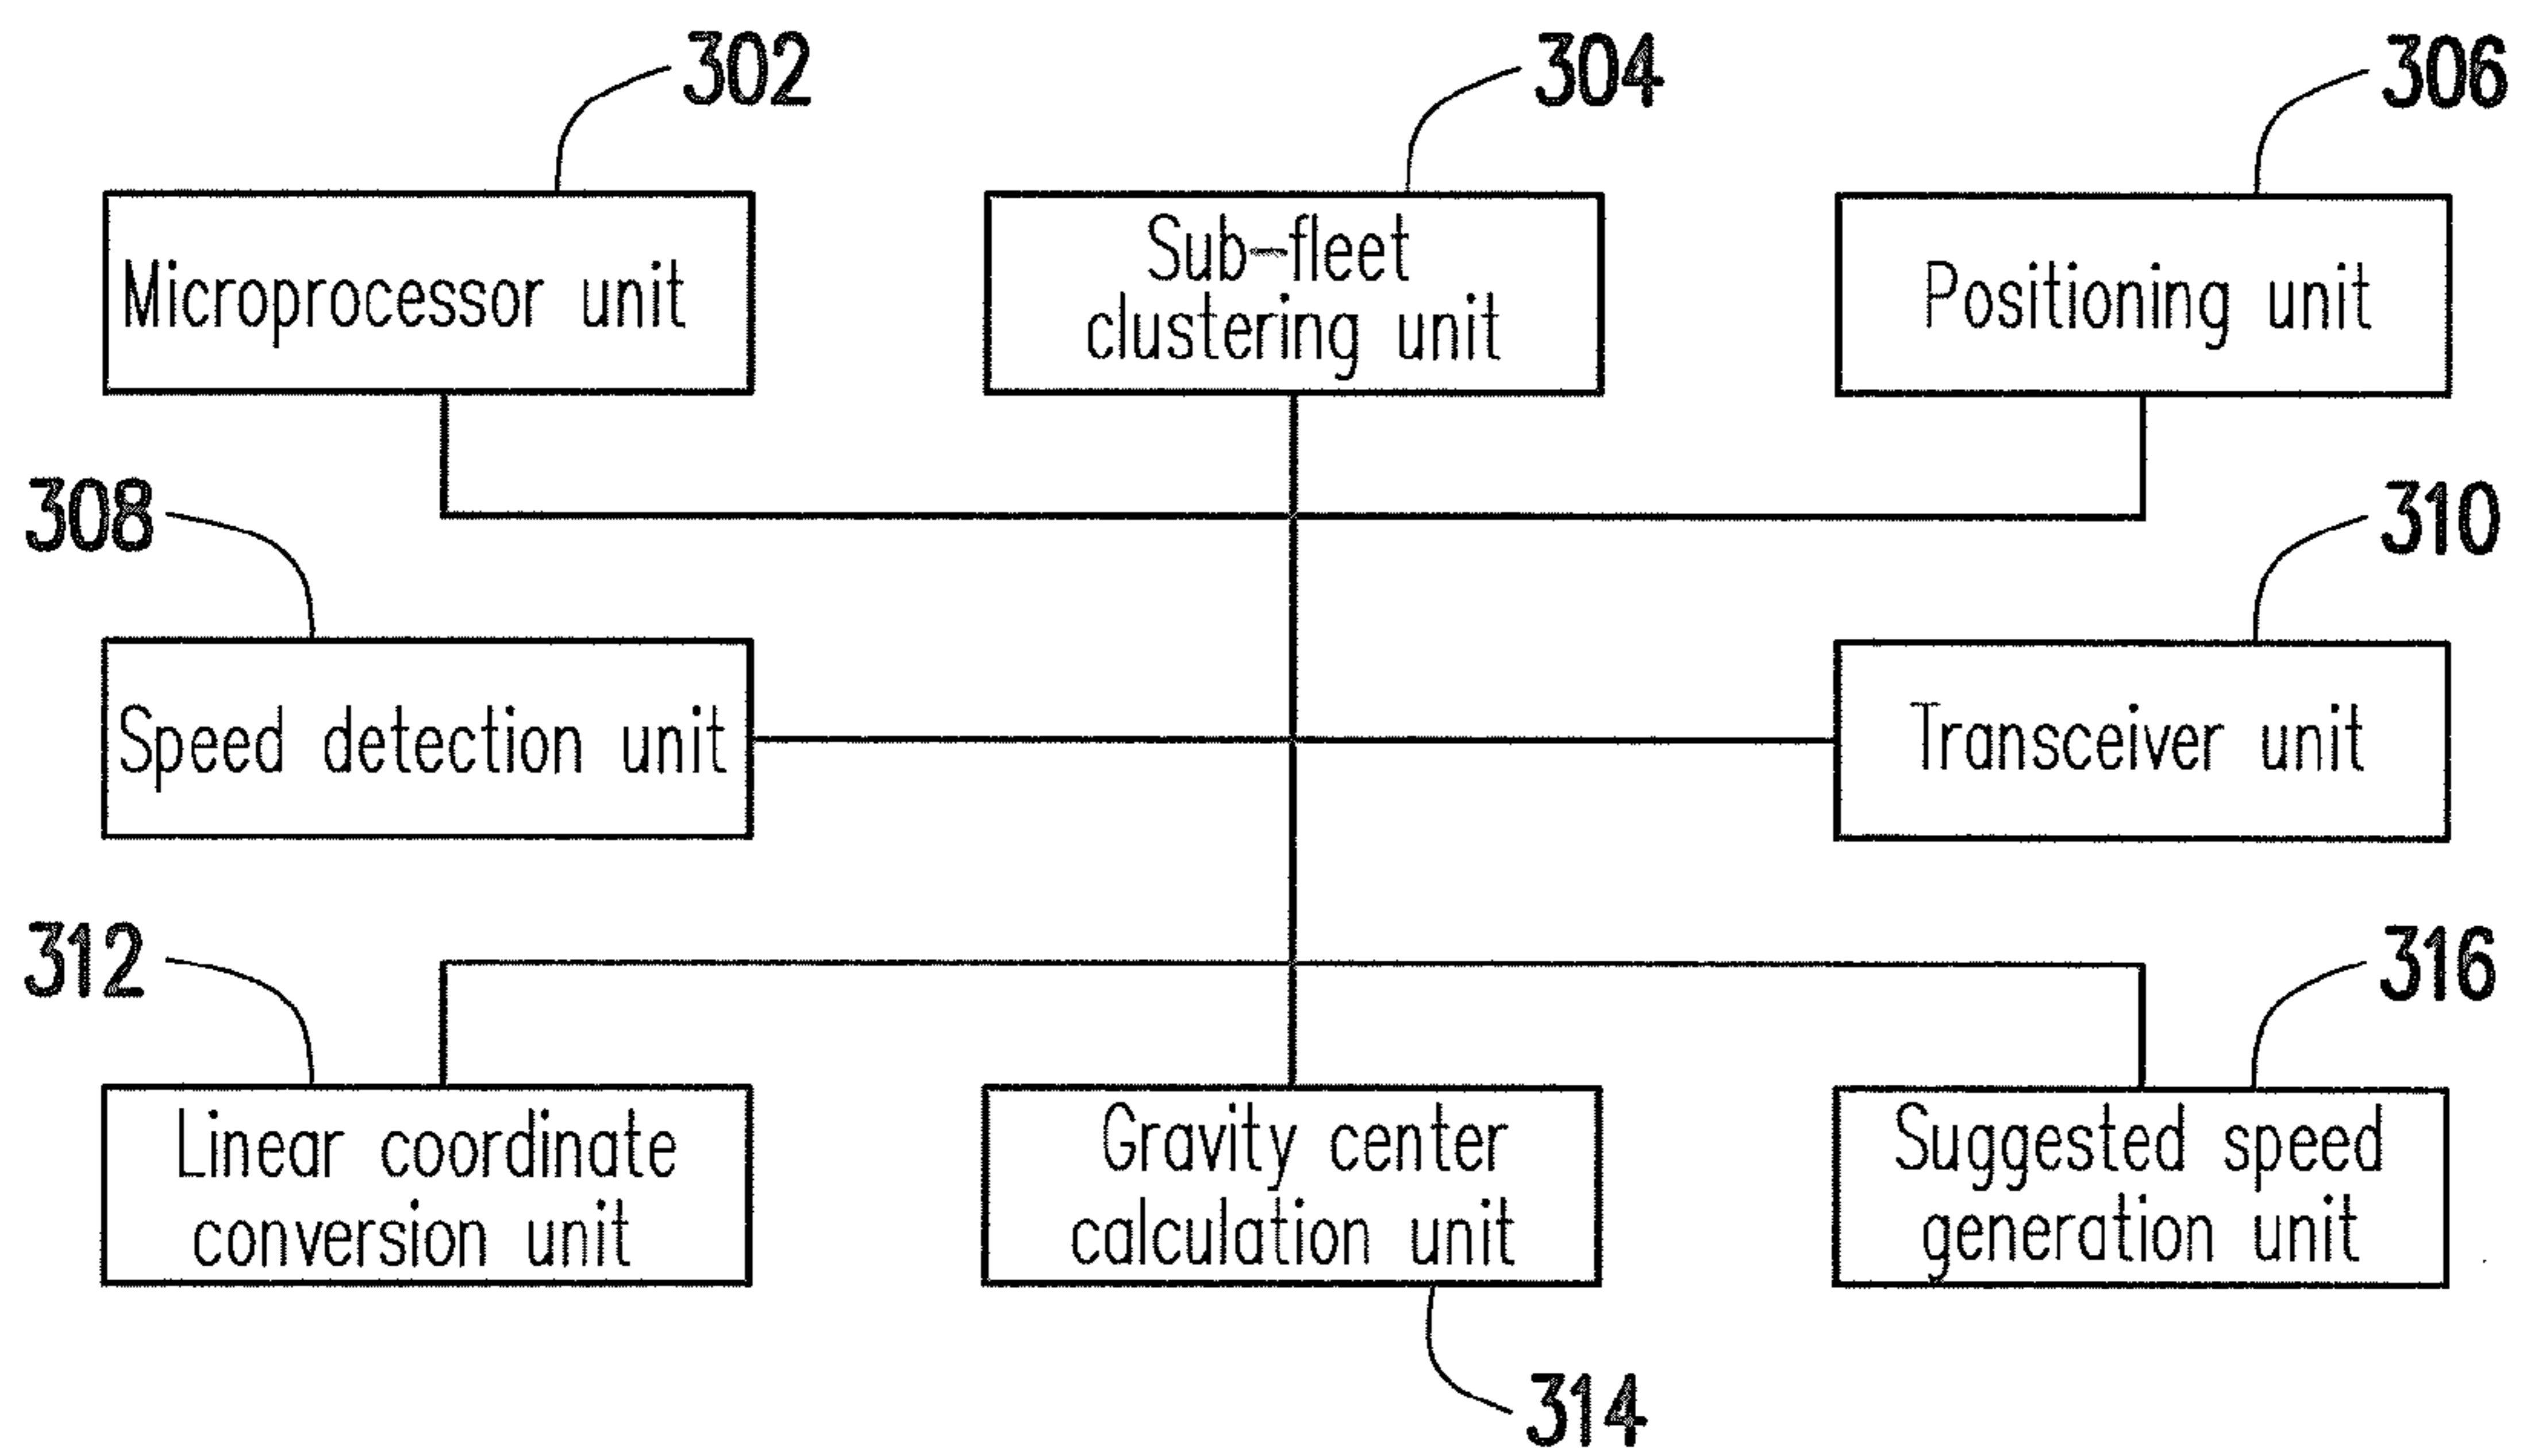 302
304
306
Microprocessor unit
Sub-fleet
clustering unit
Positioning unit
308
310
Speed detection unit
Transceiver unit
312
316
Linear coordinate
conversion unit
Gravity center
calculation unit
Suggested speed
generation unit
314